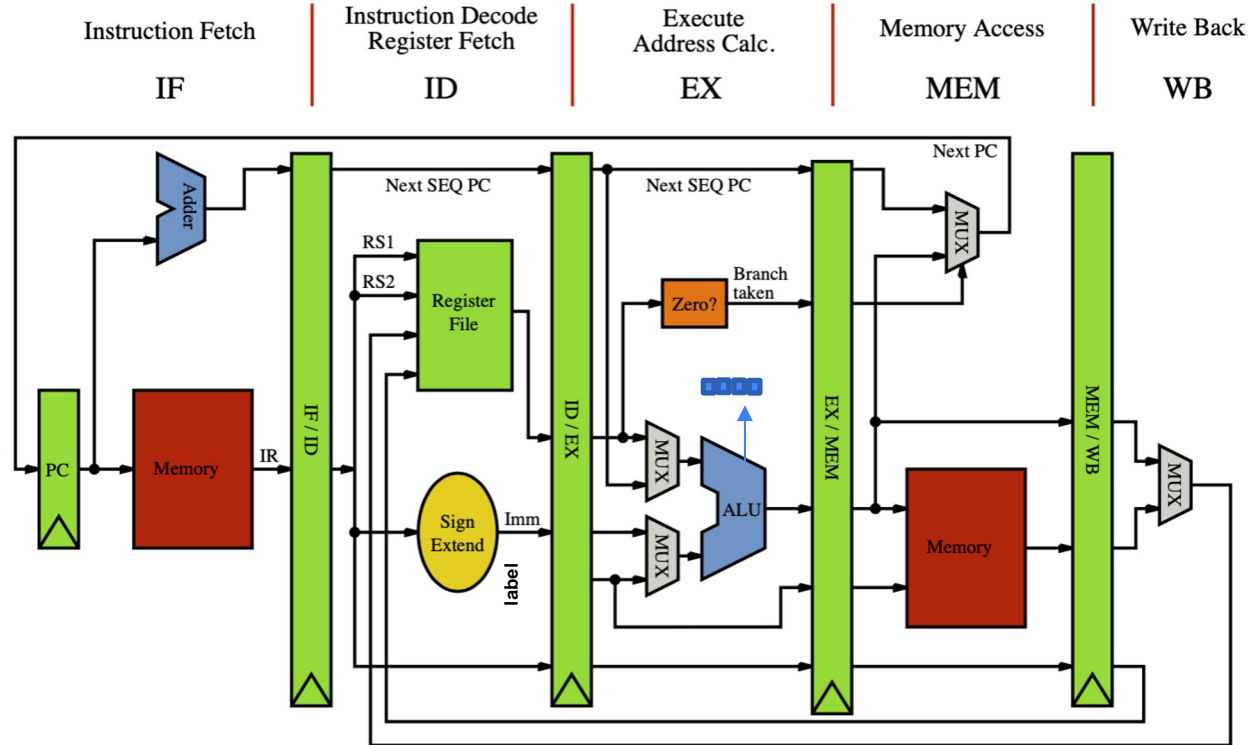 Instruction Fetch
IF
Instruction Decode
Register Fetch
ID
Execute
Address Calc.
EX
Memory Access
MEM
Write Back
WB
Next PC
Adder
Next SEQ PC
Next SEQ PC
MUX
RS1
RS2
Register
File
Zero?
Branch
taken
PC
Memory
IR
IF / ID
Sign
Extend
Imm
label
ID / EX
MUX
MUX
ALU
EX / MEM
Memory
MEM / WB
MUX